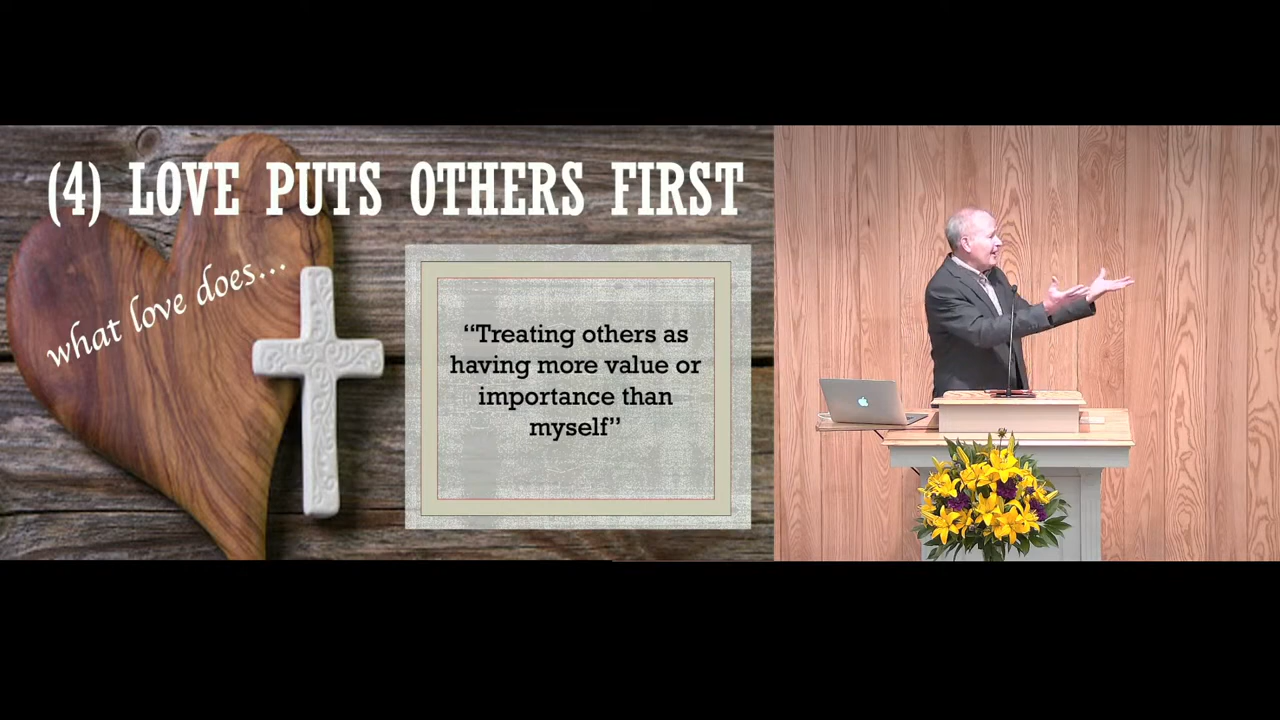 (4) LOVE PUTS OTHERS FIRST
what love does...
“Treating others as
having more value or
importance than
myself”